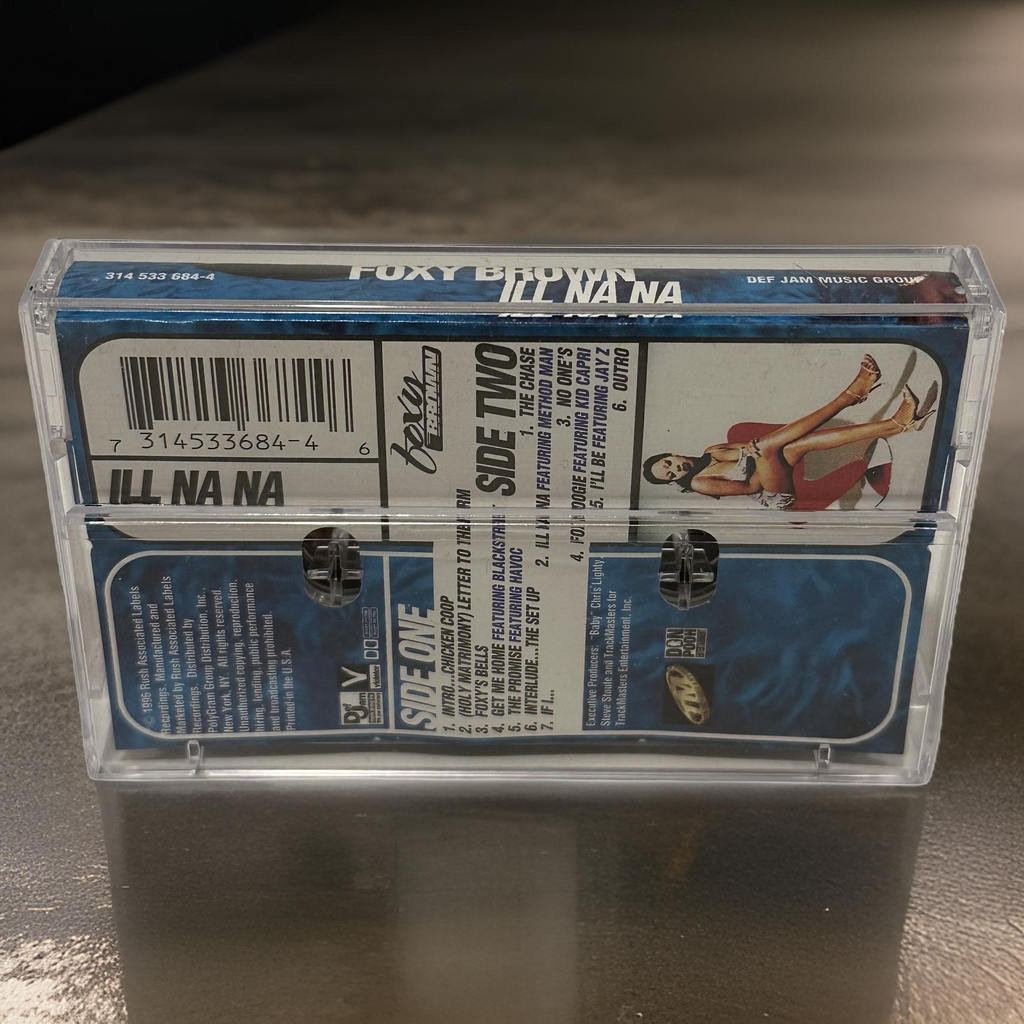 314 533 684-4
FOXY BROWN
ILL NA NA
DEF JAM MUSIC GROUP
7 314533684-4 6
ILL NA NA
foxy
BROWN
SIDE TWO
1. THE CHASE
2. ILL NA NA FEATURING METHOD MAN
3. NO ONE'S
4. FOXY BOOGIE FEATURING KID CAPRI
5. I'LL BE FEATURING JAY Z
6. OUTRO
© 1996 Rush Associated Labels
Recordings. Manufactured and
Marketed by Rush Associated Labels
Recordings. Distributed by
PolyGram Group Distribution, Inc.,
New York, NY. All rights reserved.
Unauthorized copying, reproduction,
hiring, lending, public performance
and broadcasting prohibited.
Printed in the U.S.A.
Def Jam
SIDE ONE
1. INTRO...CHICKEN COOP
2. (HOLY MATRIMONY) LETTER TO THE FIRM
3. FOXY'S BELLS
4. GET ME HOME FEATURING BLACKSTREET
5. THE PROMISE FEATURING HAVOC
6. INTERLUDE...THE SET UP
7. IF I...
Executive Producers: "Baby" Chris Lighty,
Steve Stoute and TrackMasters for
TrackMasters Entertainment, Inc.
TM
DON
POOH